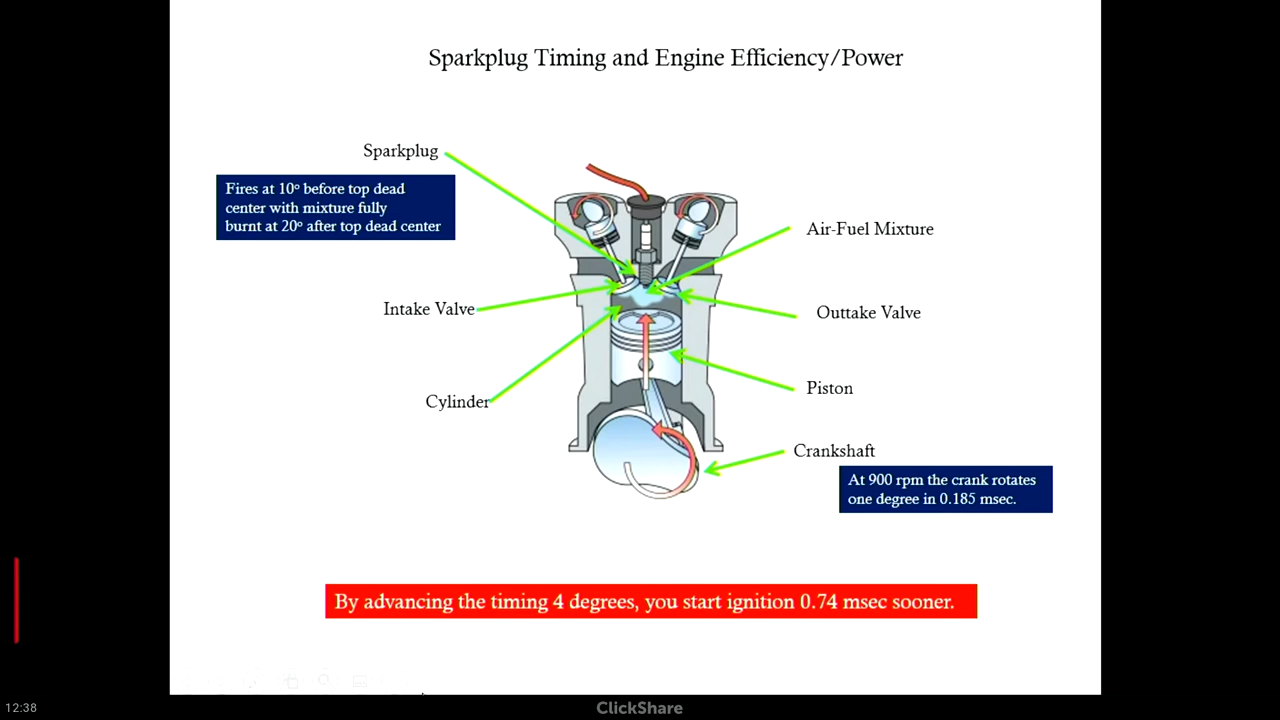 Sparkplug Timing and Engine Efficiency/Power
Sparkplug
Fires at 10° before top dead
center with mixture fully
burnt at 20° after top dead center
Air-Fuel Mixture
Intake Valve
Outtake Valve
Cylinder
Piston
Crankshaft
At 900 rpm the crank rotates
one degree in 0.185 msec.
By advancing the timing 4 degrees, you start ignition 0.74 msec sooner.
12:38
ClickShare